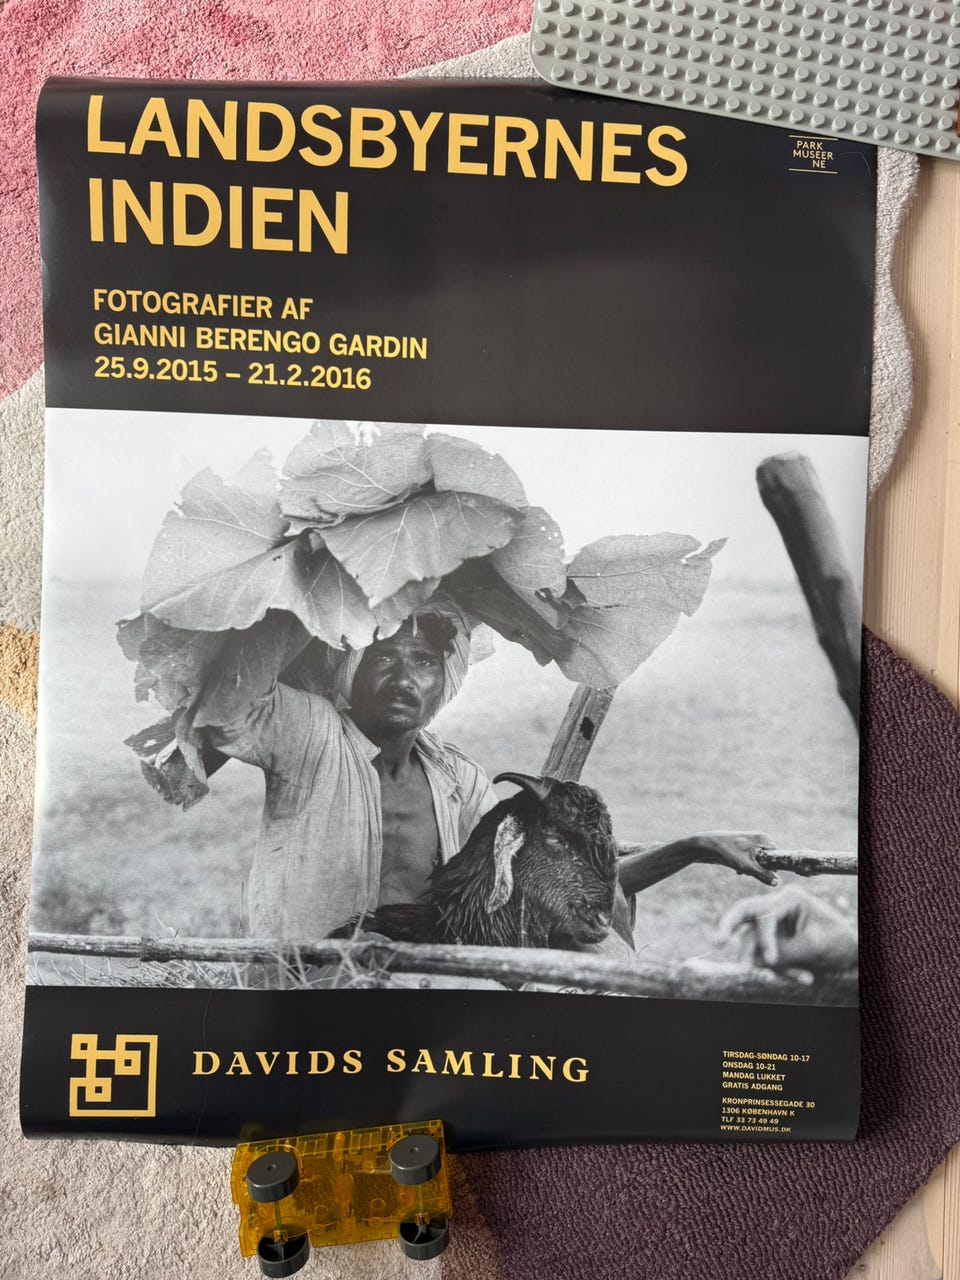 LANDSBYERNES
INDIEN
PARK
MUSEER
NE
FOTOGRAFIER AF
GIANNI BERENGO GARDIN
25.9.2015 – 21.2.2016
DAVIDS SAMLING
TIRSDAG-SØNDAG 10-17
ONSDAG 10-21
MANDAG LUKKET
GRATIS ADGANG
KRONPRINSESSEGADE 30
1306 KØBENHAVN K
TLF 33 73 49 49
WWW.DAVIDMUS.DK